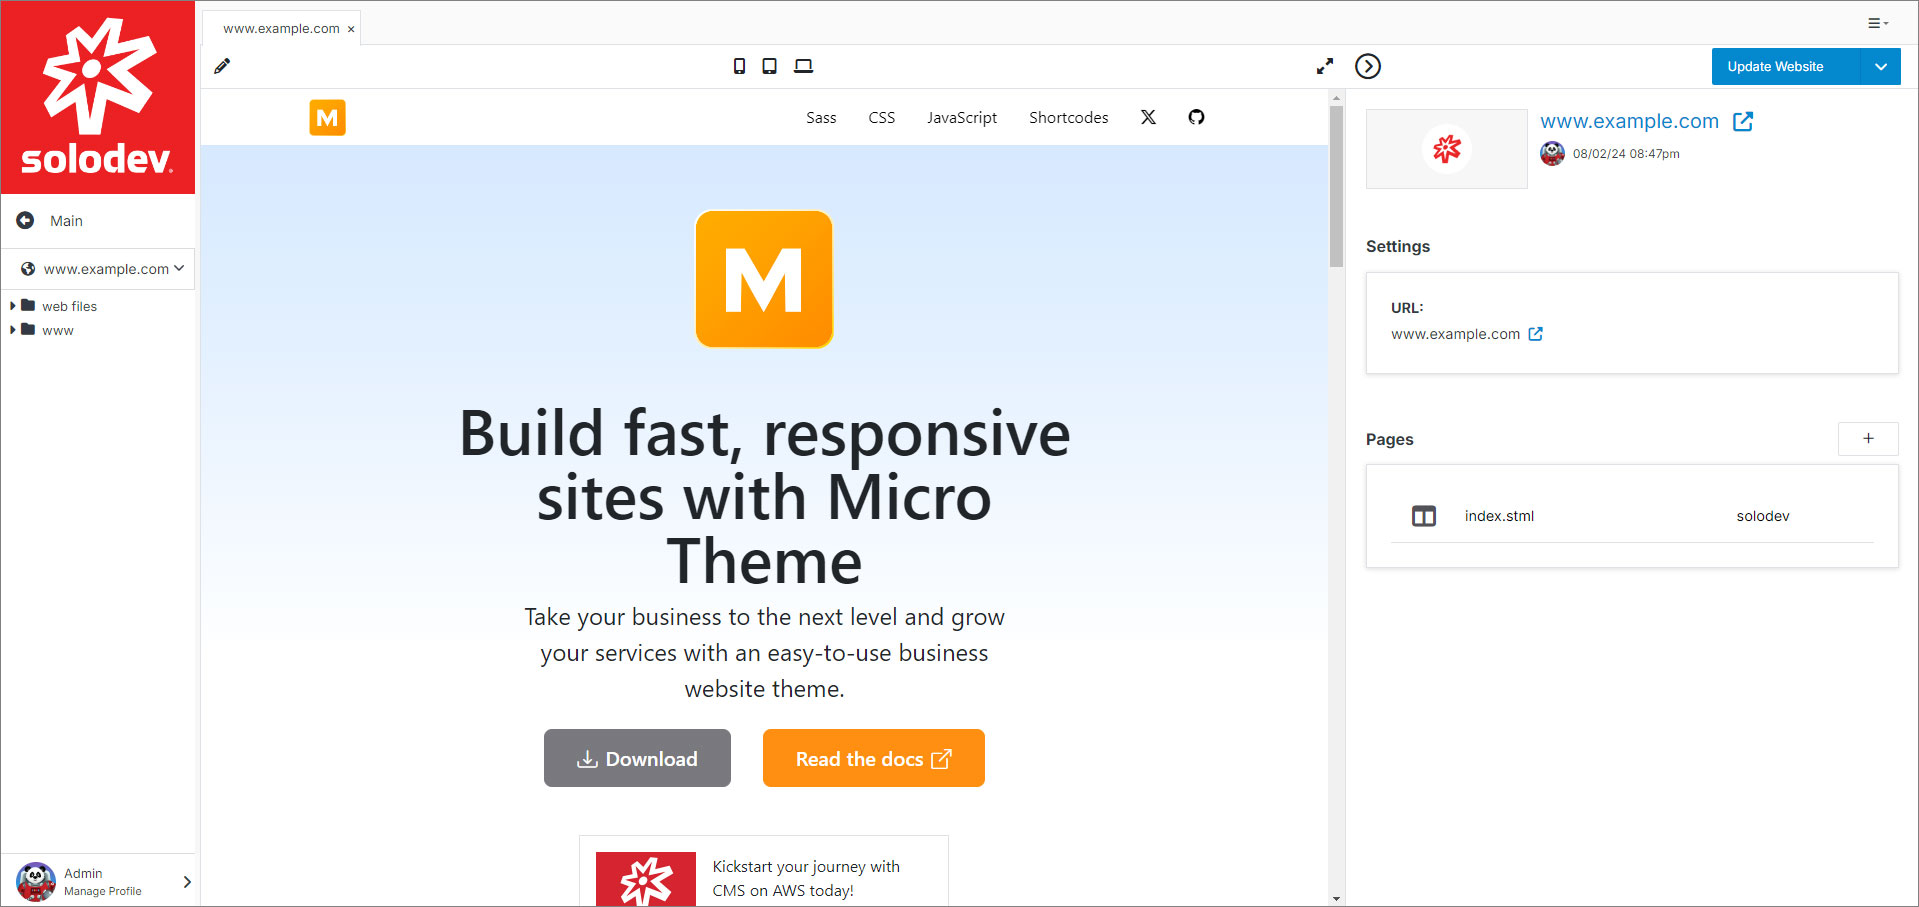 www.example.com ×
Update Website
solodev
Main
www.example.com
web files
www
Admin
Manage Profile
M
Sass
CSS
JavaScript
Shortcodes
M
Build fast, responsive
sites with Micro
Theme
Take your business to the next level and grow
your services with an easy-to-use business
website theme.
Download
Read the docs
Kickstart your journey with
CMS on AWS today!
www.example.com
08/02/24 08:47pm
Settings
URL:
www.example.com
Pages
+
index.stml
solodev